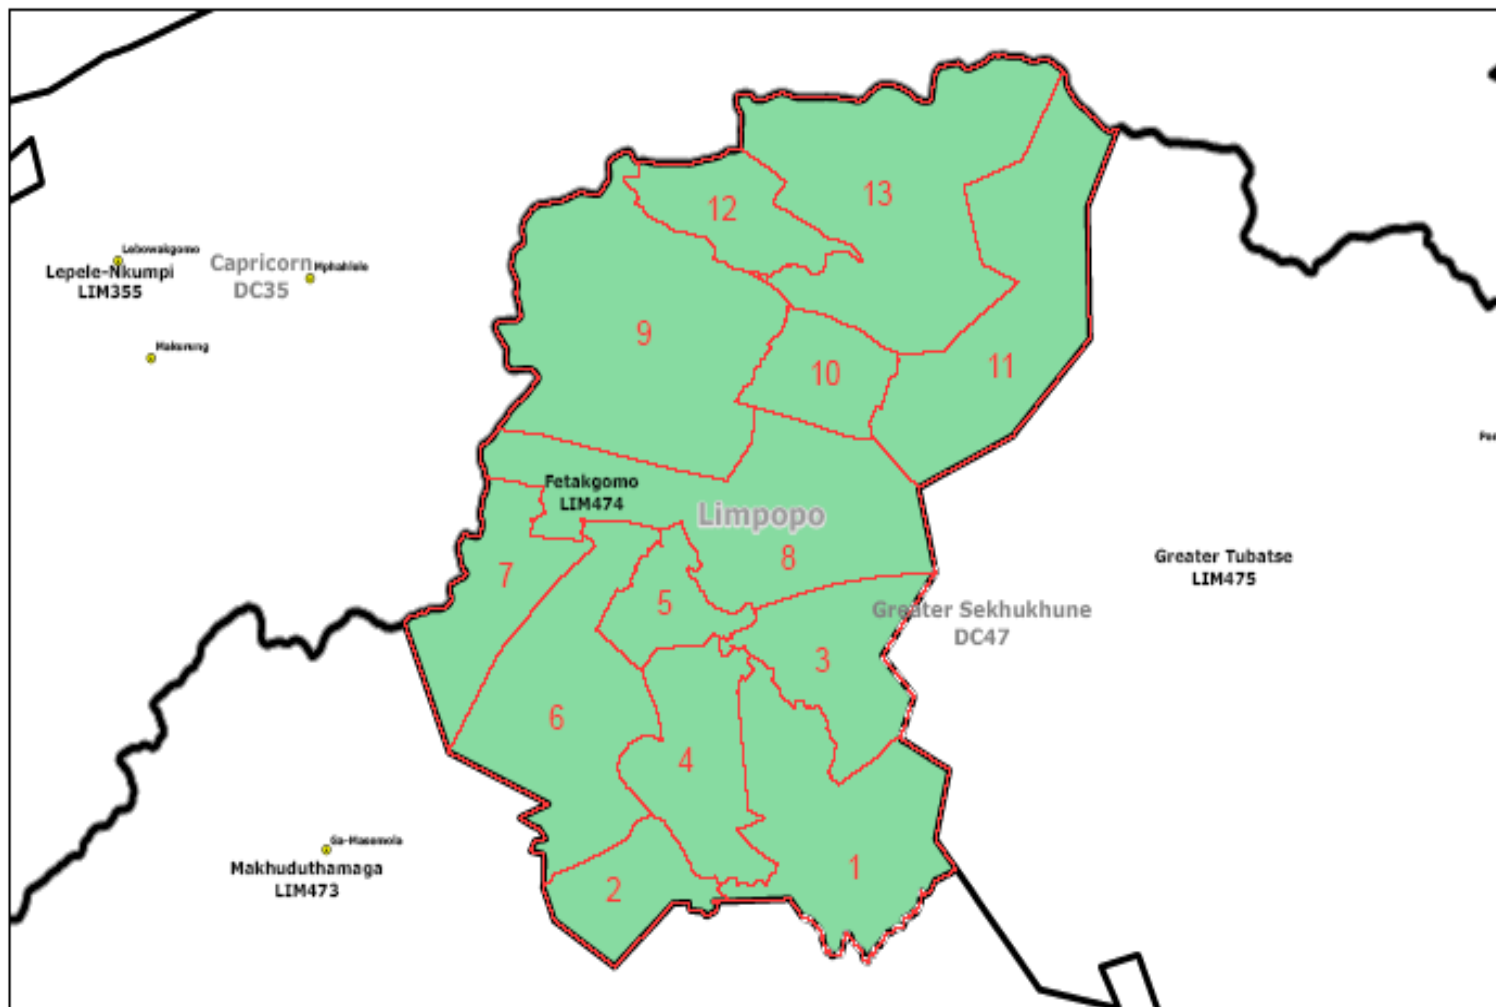 13
12
Lebowakgomo
Capricorn
Mphahlele
Lepele-Nkumpi
LIM355
DC35
9
Makurung
11
10
Fetakgomo
LIM474
Limpopo
8
Greater Tubatse
LIM475
7
5
Greater Sekhukhune
DC47
3
6
4
Ga-Masemola
Makhuduthamaga
LIM473
1
2